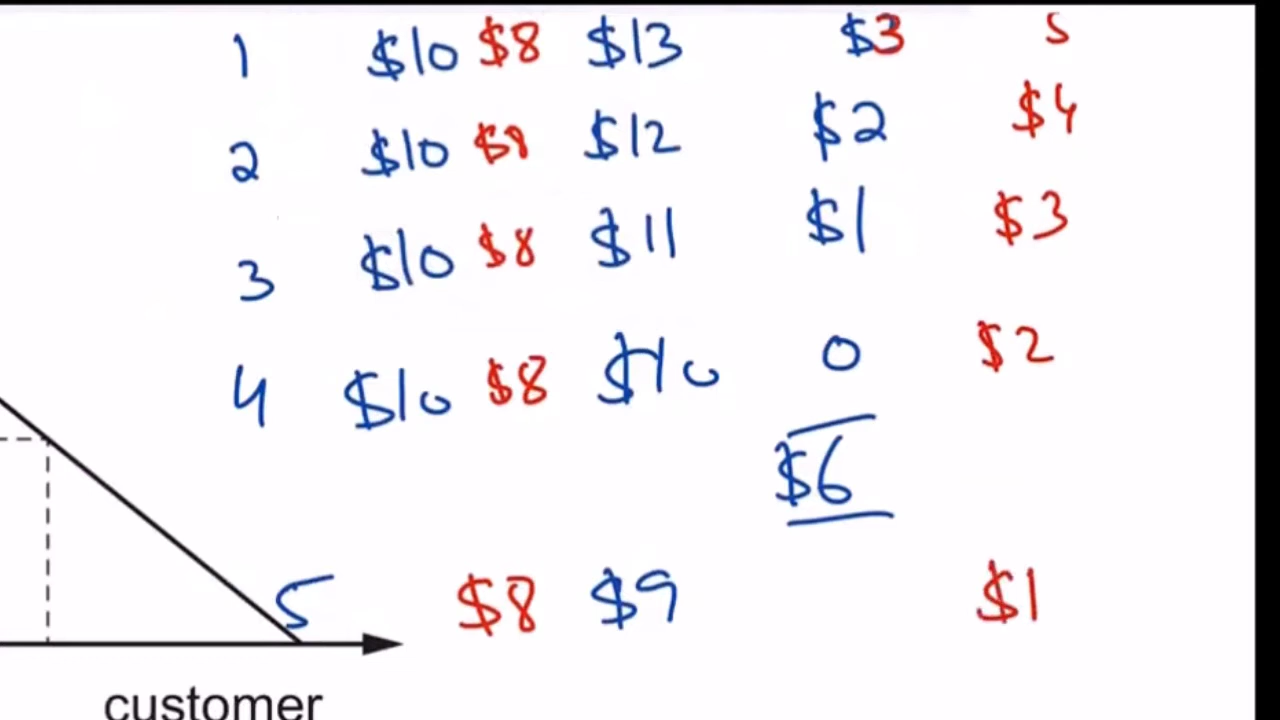 1 $10 $8 $13 $3 5
2 $10 $8 $12 $2 $4
3 $10 $8 $11 $1 $3
4 $10 $8 $10 0 $2
$6
5 $8 $9 $1
customer